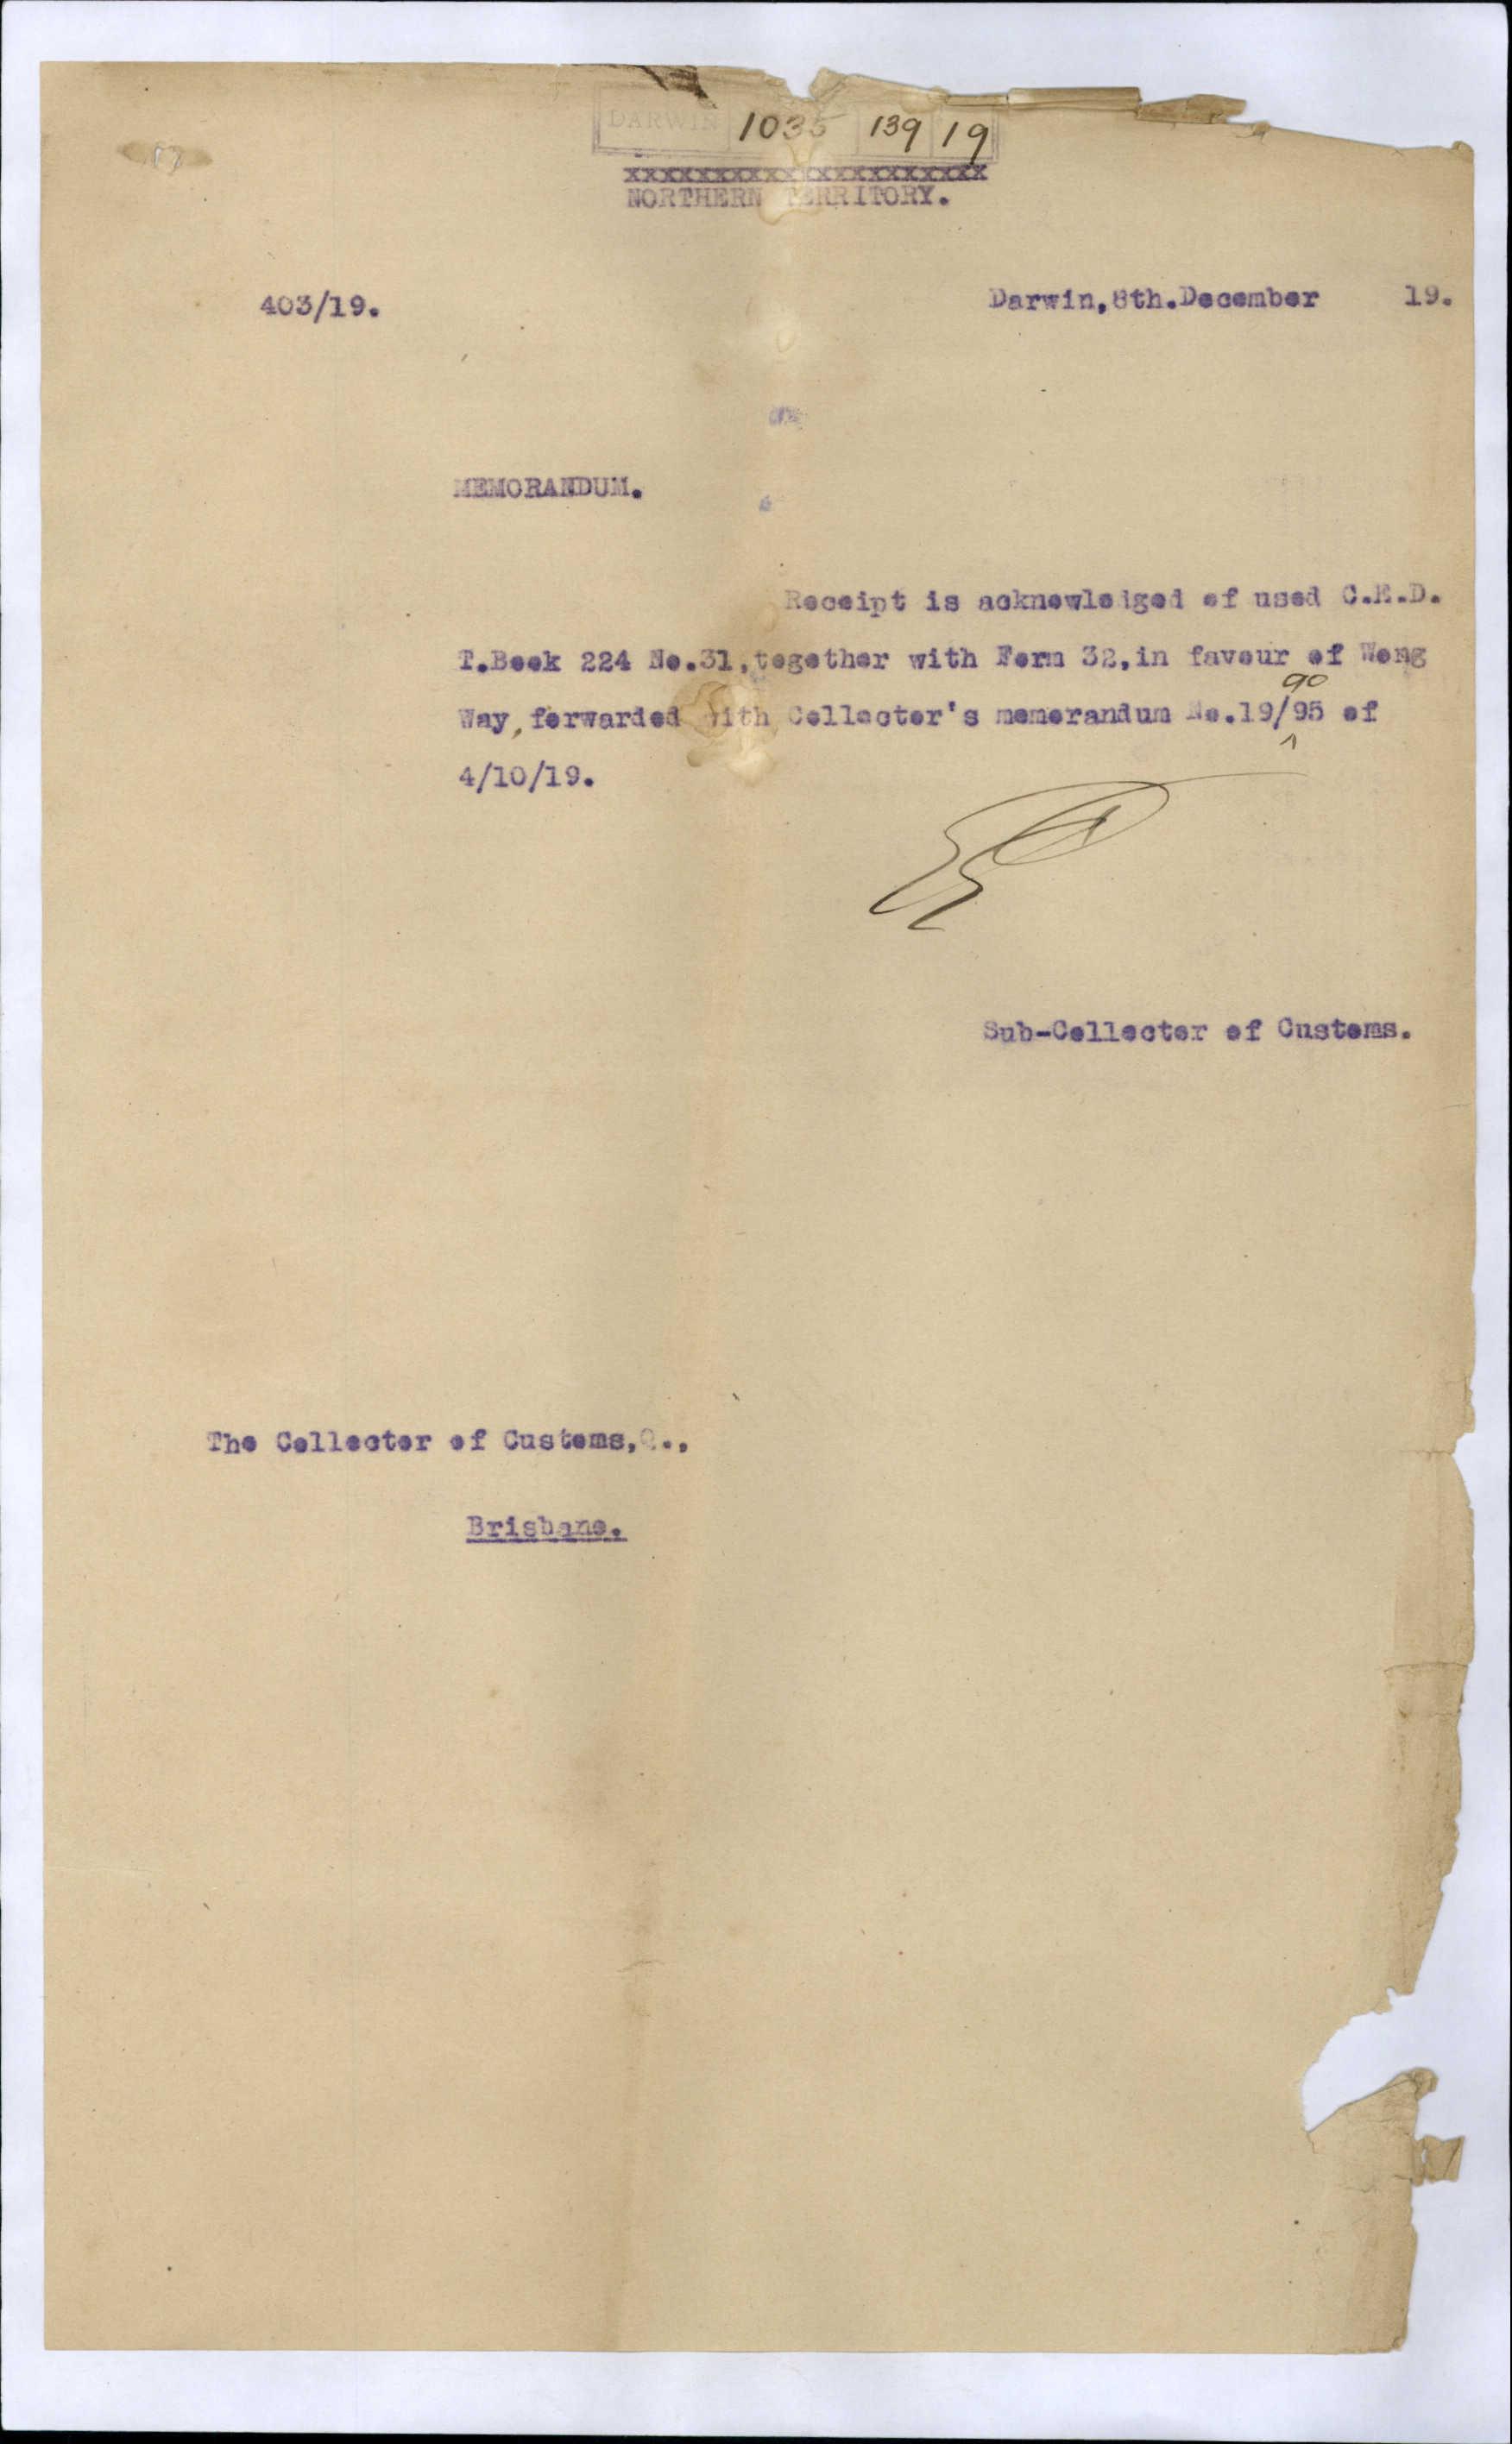 DARWIN 1035 139 19
xxxxxxxxxxxxxxxxxxxxxx
NORTHERN TERRITORY.
403/19.
Darwin,8th.December 19.
MEMORANDUM.
Receipt is acknowledged of used C.E.D.
T.Book 224 No.31,together with Form 32,in favour of Wong
90
Way,forwarded with Collector's memorandum No.19/^95 of
4/10/19.
Sub-Collector of Customs.
The Collector of Customs,Q.,
Brisbane.